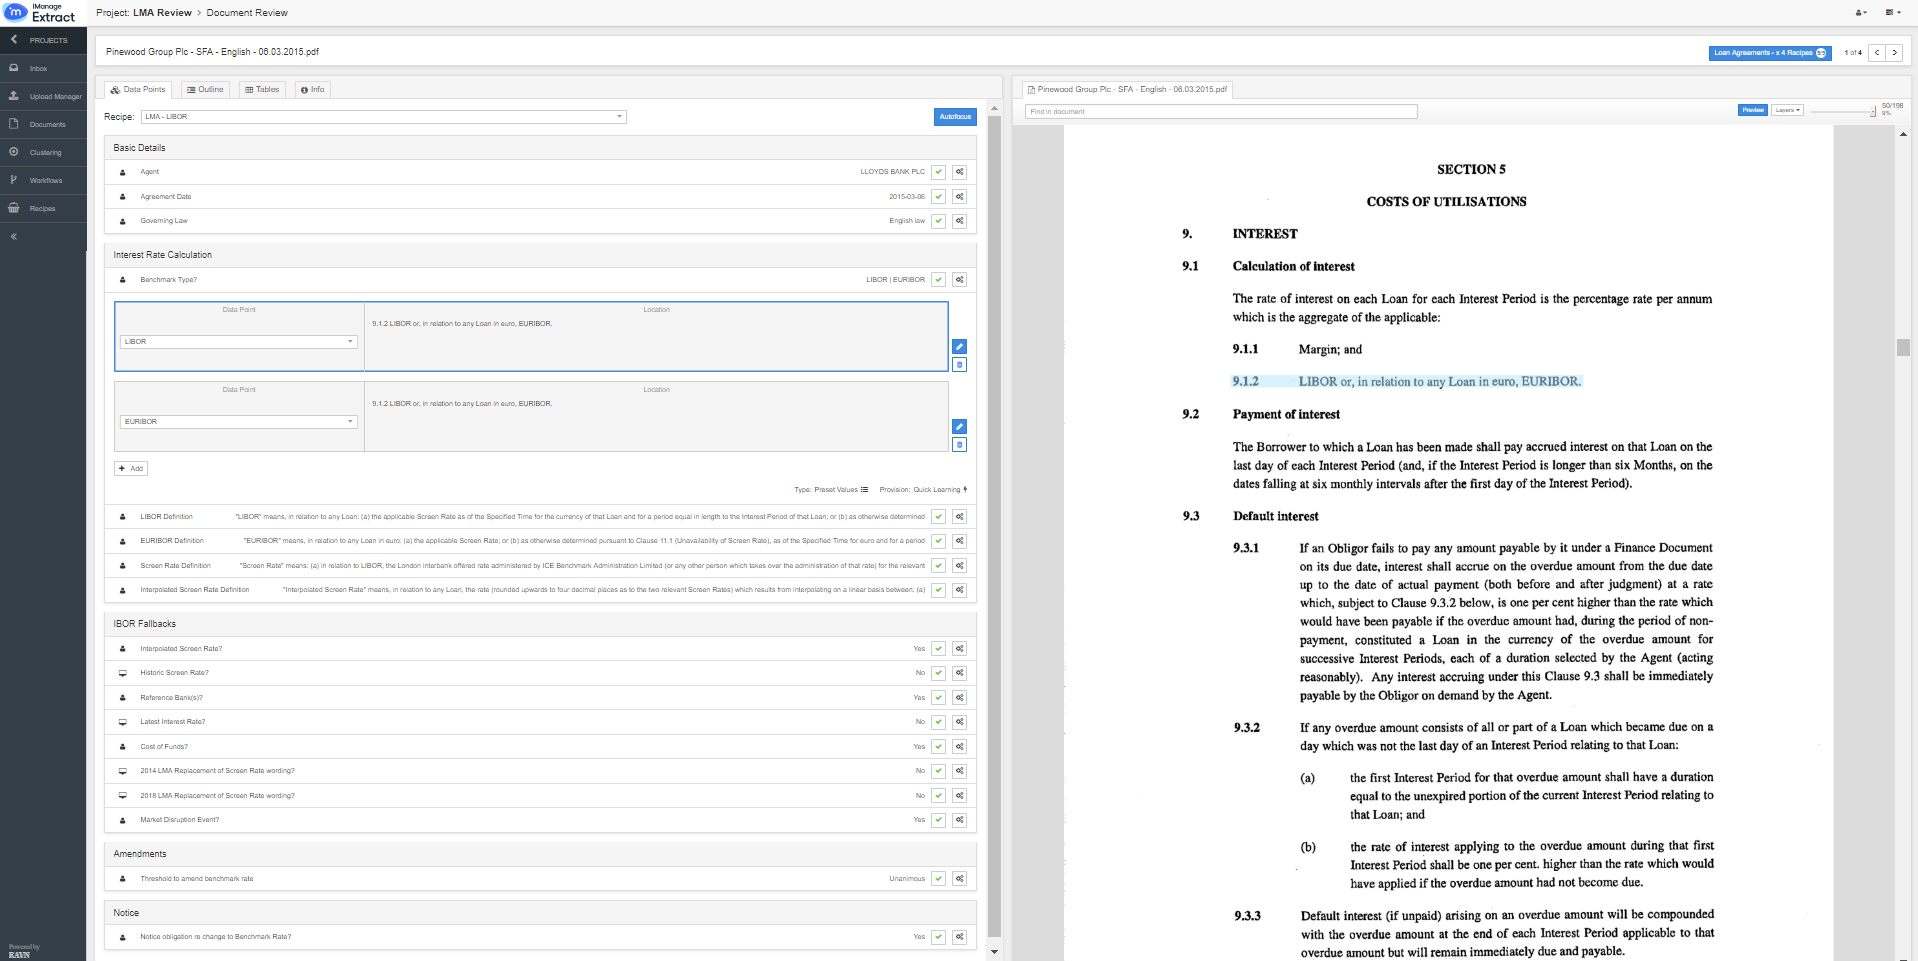 iManage
Extract
Project: LMA Review > Document Review
PROJECTS
Inbox
Upload Manager
Documents
Clustering
Workflows
Recipes
Powered by
RAVN
Pinewood Group Plc - SFA - English - 06.03.2015.pdf
Loan Agreements - x 4 Recipes
1 of 4
Data Points
Outline
Tables
Info
Recipe:
LMA - LIBOR
Autofocus
Basic Details
Agent
LLOYDS BANK PLC
Agreement Date
2015-03-06
Governing Law
English law
Interest Rate Calculation
Benchmark Type?
LIBOR | EURIBOR
Data Point
Location
LIBOR
9.1.2 LIBOR or, in relation to any Loan in euro, EURIBOR.
Data Point
Location
EURIBOR
9.1.2 LIBOR or, in relation to any Loan in euro, EURIBOR.
Add
Type: Preset Values
Provision: Quick Learning
LIBOR Definition
"LIBOR" means, in relation to any Loan: (a) the applicable Screen Rate as of the Specified Time for the currency of that Loan and for a period equal in length to the Interest Period of that Loan; or (b) as otherwise determined
EURIBOR Definition
"EURIBOR" means, in relation to any Loan in euro: (a) the applicable Screen Rate; or (b) as otherwise determined pursuant to Clause 11.1 (Unavailability of Screen Rate), as of the Specified Time for euro and for a period
Screen Rate Definition
"Screen Rate" means: (a) in relation to LIBOR, the London interbank offered rate administered by ICE Benchmark Administration Limited (or any other person which takes over the administration of that rate) for the relevant
Interpolated Screen Rate Definition
"Interpolated Screen Rate" means, in relation to any Loan, the rate (rounded upwards to four decimal places as to the two relevant Screen Rates) which results from interpolating on a linear basis between: (a)
IBOR Fallbacks
Interpolated Screen Rate?
Yes
Historic Screen Rate?
No
Reference Bank(s)?
Yes
Latest Interest Rate?
No
Cost of Funds?
Yes
2014 LMA Replacement of Screen Rate wording?
No
2018 LMA Replacement of Screen Rate wording?
No
Market Disruption Event?
Yes
Amendments
Threshold to amend benchmark rate
Unanimous
Notice
Notice obligation re change to Benchmark Rate?
Yes
Pinewood Group Plc - SFA - English - 06.03.2015.pdf
Find in document
Preview
Layers
50/198
9%
SECTION 5
COSTS OF UTILISATIONS
9. INTEREST
9.1 Calculation of interest
The rate of interest on each Loan for each Interest Period is the percentage rate per annum
which is the aggregate of the applicable:
9.1.1 Margin; and
9.1.2 LIBOR or, in relation to any Loan in euro, EURIBOR.
9.2 Payment of interest
The Borrower to which a Loan has been made shall pay accrued interest on that Loan on the
last day of each Interest Period (and, if the Interest Period is longer than six Months, on the
dates falling at six monthly intervals after the first day of the Interest Period).
9.3 Default interest
9.3.1 If an Obligor fails to pay any amount payable by it under a Finance Document
on its due date, interest shall accrue on the overdue amount from the due date
up to the date of actual payment (both before and after judgment) at a rate
which, subject to Clause 9.3.2 below, is one per cent higher than the rate which
would have been payable if the overdue amount had, during the period of non-
payment, constituted a Loan in the currency of the overdue amount for
successive Interest Periods, each of a duration selected by the Agent (acting
reasonably). Any interest accruing under this Clause 9.3 shall be immediately
payable by the Obligor on demand by the Agent.
9.3.2 If any overdue amount consists of all or part of a Loan which became due on a
day which was not the last day of an Interest Period relating to that Loan:
(a) the first Interest Period for that overdue amount shall have a duration
equal to the unexpired portion of the current Interest Period relating to
that Loan; and
(b) the rate of interest applying to the overdue amount during that first
Interest Period shall be one per cent. higher than the rate which would
have applied if the overdue amount had not become due.
9.3.3 Default interest (if unpaid) arising on an overdue amount will be compounded
with the overdue amount at the end of each Interest Period applicable to that
overdue amount but will remain immediately due and payable.